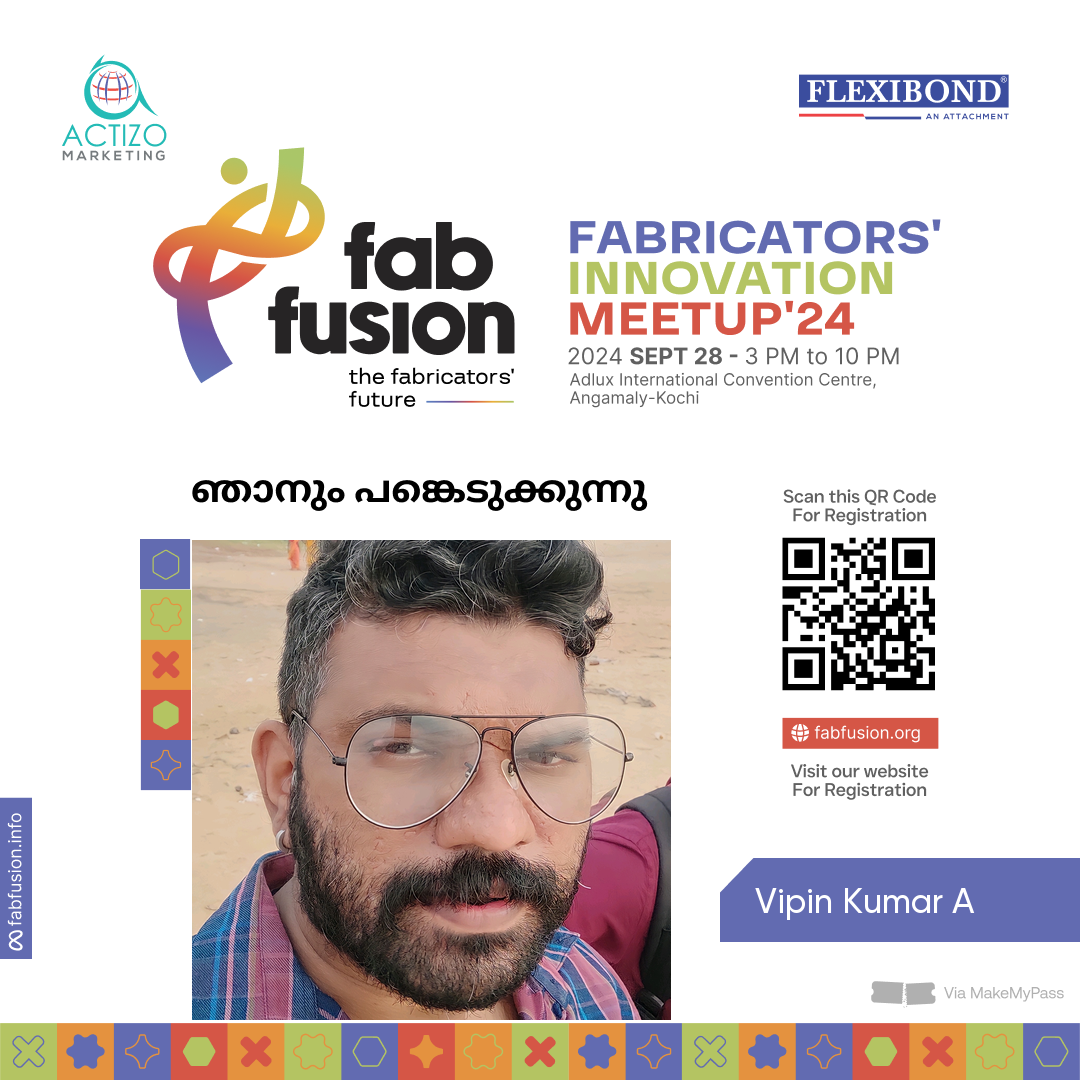 ACTIZO
MARKETING
FLEXIBOND®
AN ATTACHMENT
fab
fusion
the fabricators'
future
FABRICATORS'
INNOVATION
MEETUP'24
2024 SEPT 28 - 3 PM to 10 PM
Adlux International Convention Centre,
Angamaly-Kochi
ഞാനും പങ്കെടുക്കുന്നു
Scan this QR Code
For Registration
fabfusion.org
Visit our website
For Registration
fabfusion.info
Vipin Kumar A
Via MakeMyPass